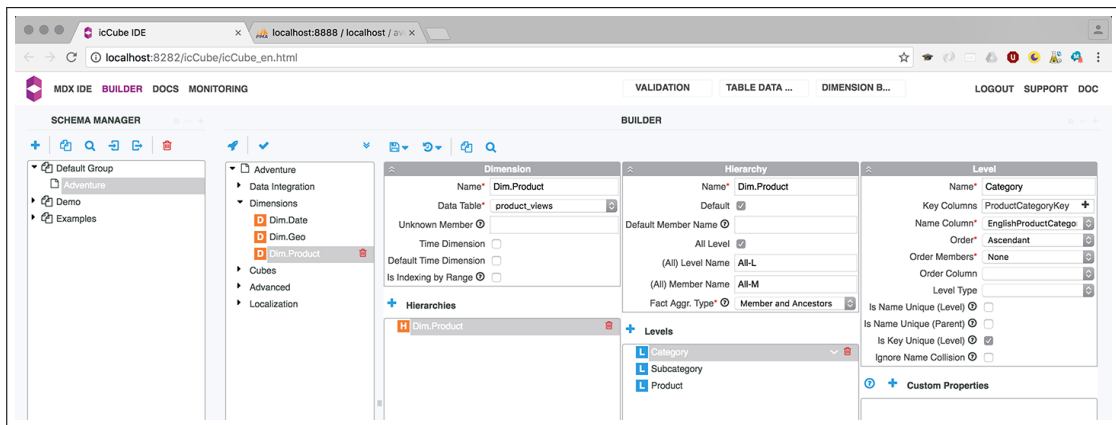 icCube IDE
localhost:8888 / localhost / av
localhost:8282/icCube/icCube_en.html
MDX IDE BUILDER DOCS MONITORING
VALIDATION TABLE DATA ... DIMENSION B...
LOGOUT SUPPORT DOC
SCHEMA MANAGER
BUILDER
Default Group
Adventure
Demo
Examples
Adventure
Data Integration
Dimensions
D Dim.Date
D Dim.Geo
D Dim.Product
Cubes
Advanced
Localization
Dimension
Name* Dim.Product
Data Table* product_views
Unknown Member
Time Dimension
Default Time Dimension
Is Indexing by Range
Hierarchies
H Dim.Product
Hierarchy
Name* Dim.Product
Default
Default Member Name
All Level
(All) Level Name All-L
(All) Member Name All-M
Fact Aggr. Type* Member and Ancestors
Levels
L Category
L Subcategory
L Product
Level
Name* Category
Key Columns ProductCategoryKey
Name Column* EnglishProductCatego
Order* Ascendant
Order Members* None
Order Column
Level Type
Is Name Unique (Level)
Is Name Unique (Parent)
Is Key Unique (Level)
Ignore Name Collision
Custom Properties